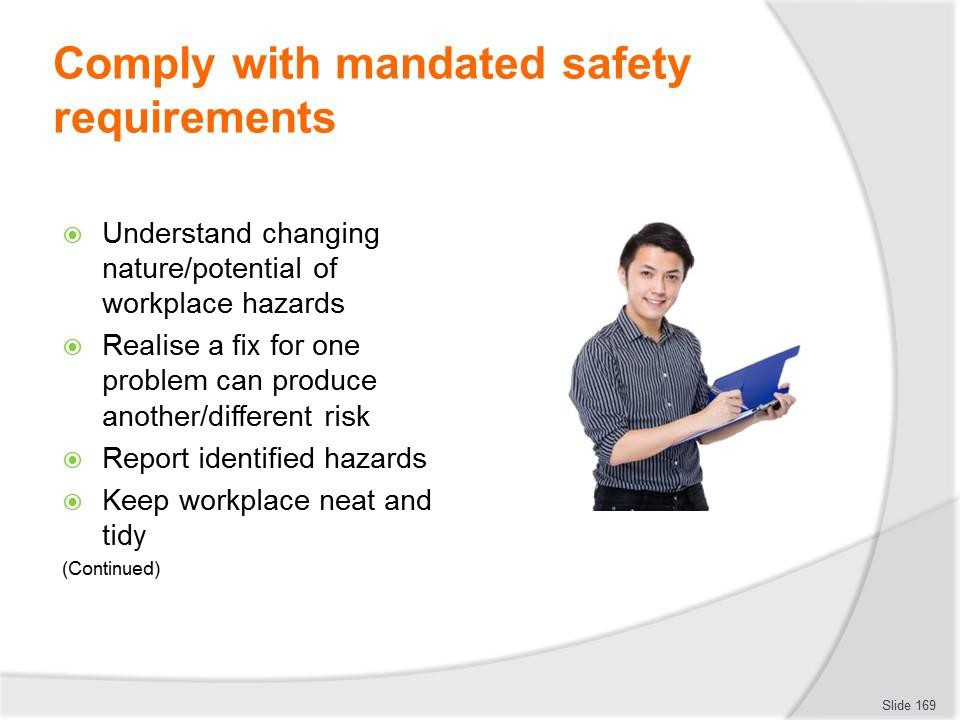 Comply with mandated safety
requirements
Understand changing
nature/potential of
workplace hazards
Realise a fix for one
problem can produce
another/different risk
Report identified hazards
Keep workplace neat and
tidy
(Continued)
Slide 169